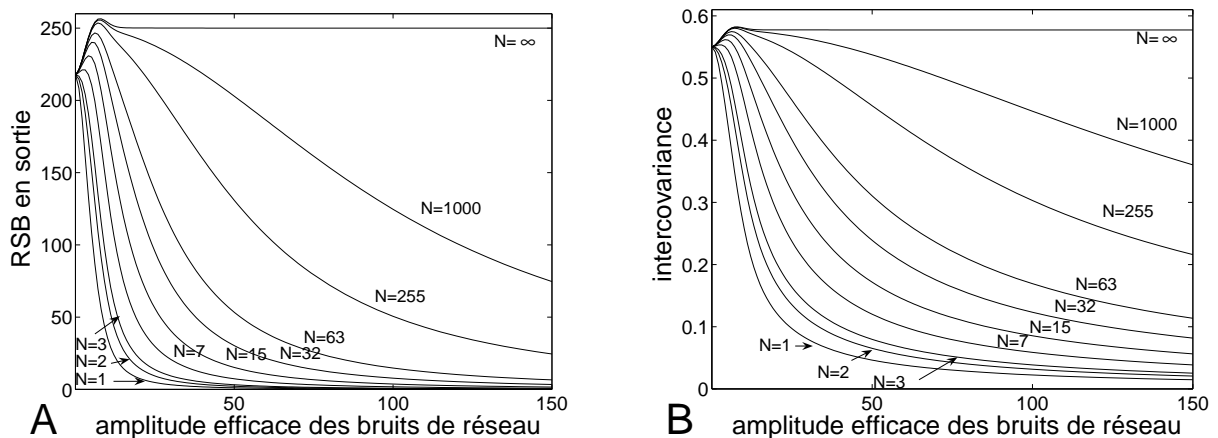 RSB en sortie
250
200
150
100
50
0
N= ∞
N=1000
N=255
N=63
N=32
N=15
N=7
N=3
N=2
N=1
50
100
150
A
amplitude efficace des bruits de réseau
intercovariance
0.6
0.5
0.4
0.3
0.2
0.1
0
N= ∞
N=1000
N=255
N=63
N=32
N=15
N=7
N=1
N=2
N=3
50
100
150
B
amplitude efficace des bruits de réseau